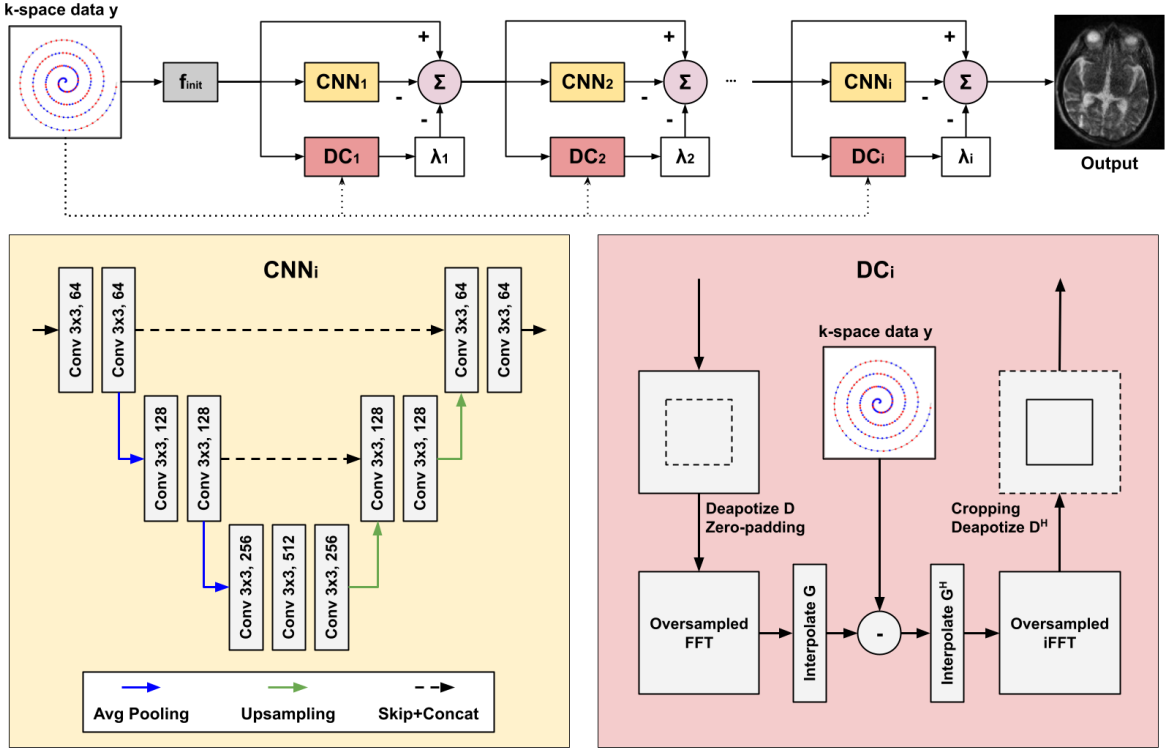 k-space data y
f_init
CNN₁
+
-
-
Σ
DC₁
λ₁
CNN₂
+
-
-
Σ
DC₂
λ₂
...
CNNᵢ
+
-
-
Σ
DCᵢ
λᵢ
Output
CNNᵢ
Conv 3x3, 64
Conv 3x3, 64
Conv 3x3, 64
Conv 3x3, 64
Conv 3x3, 128
Conv 3x3, 128
Conv 3x3, 128
Conv 3x3, 128
Conv 3x3, 256
Conv 3x3, 512
Conv 3x3, 256
Avg Pooling
Upsampling
Skip+Concat
DCᵢ
k-space data y
Deapotize D
Zero-padding
Cropping
Deapotize Dᴴ
Oversampled
FFT
Interpolate G
-
Interpolate Gᴴ
Oversampled
iFFT